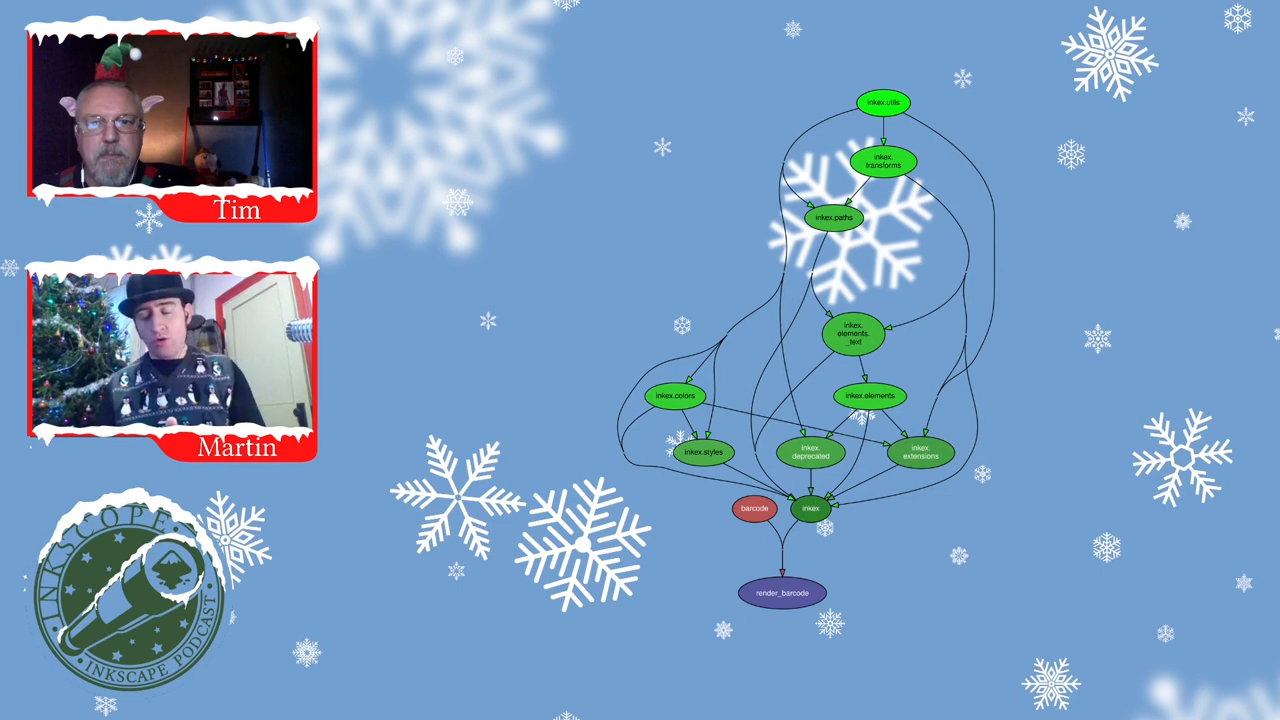 Tim
Martin
INKSCAPE
INKSCAPE PODCAST
inkex.utils
inkex.
transforms
inkex.paths
inkex.
elements.
_text
inkex.colors
inkex.elements
inkex.styles
inkex.
deprecated
inkex.
extensions
barcode
inkex
render_barcode